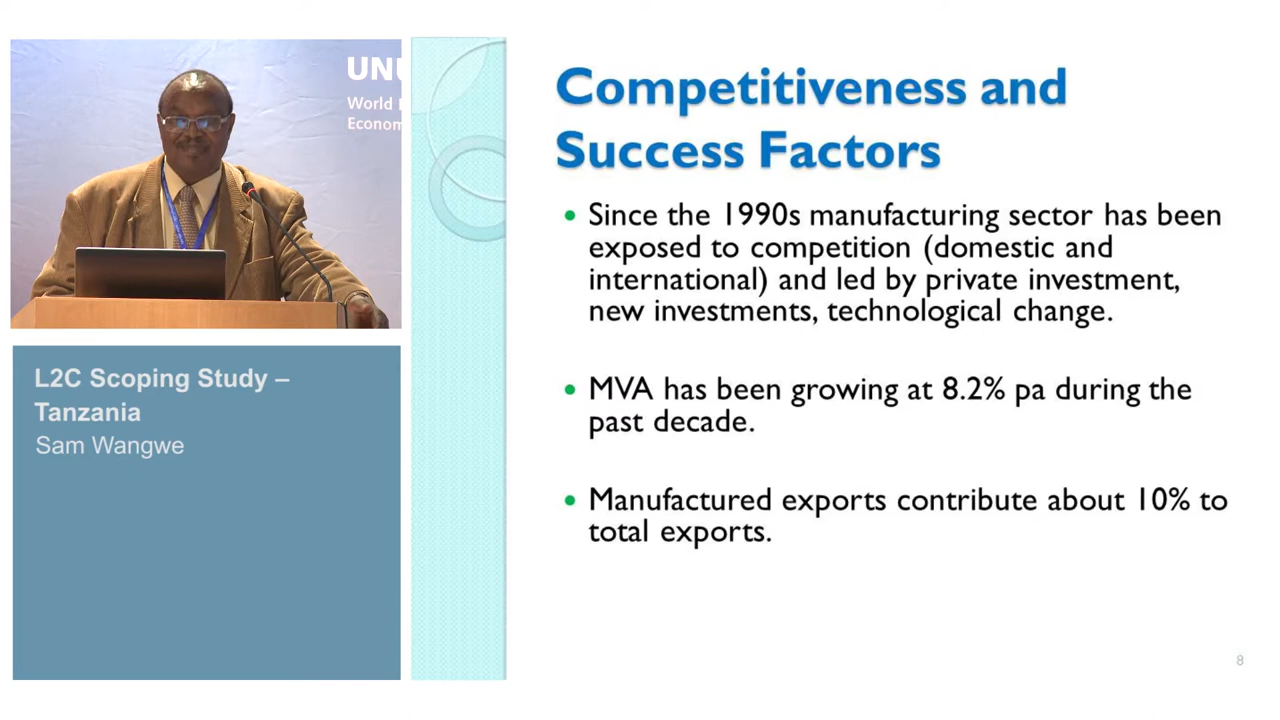 UNU
World
Econom
L2C Scoping Study –
Tanzania
Sam Wangwe
Competitiveness and
Success Factors
• Since the 1990s manufacturing sector has been
exposed to competition (domestic and
international) and led by private investment,
new investments, technological change.
• MVA has been growing at 8.2% pa during the
past decade.
• Manufactured exports contribute about 10% to
total exports.
8